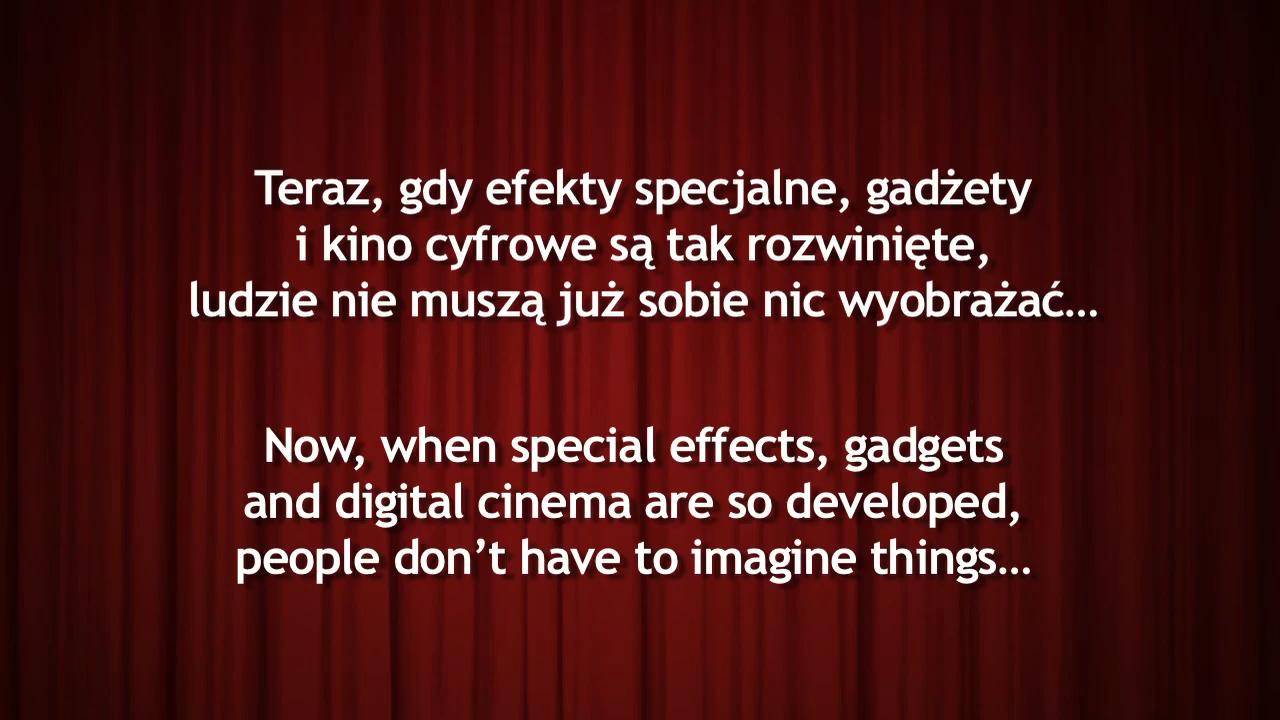 Teraz, gdy efekty specjalne, gadżety
i kino cyfrowe są tak rozwinięte,
ludzie nie muszą już sobie nic wyobrażać...
Now, when special effects, gadgets
and digital cinema are so developed,
people don’t have to imagine things...